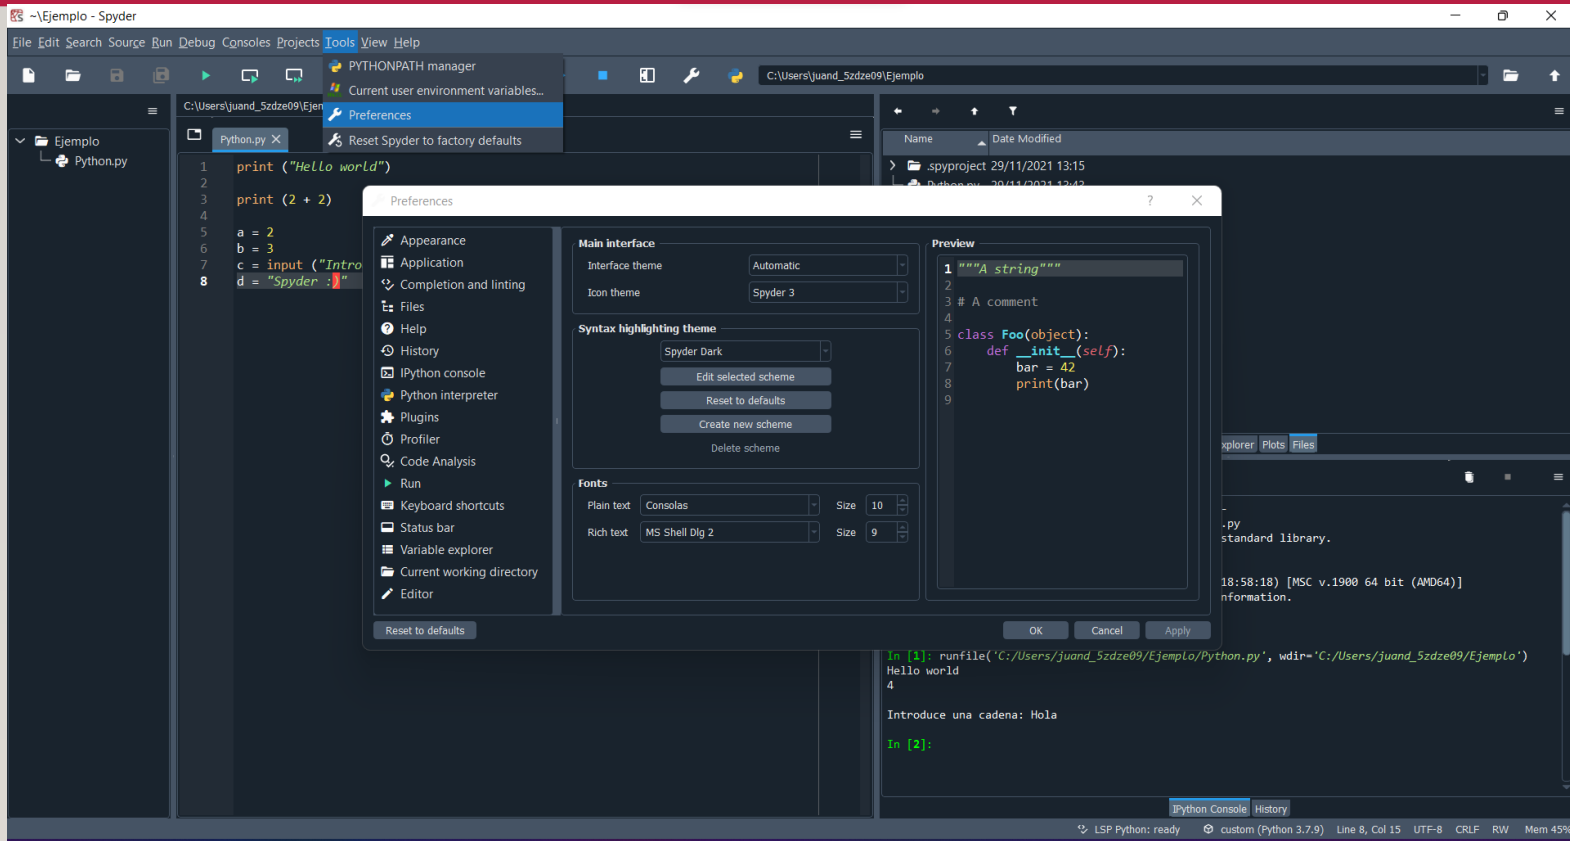 ~\Ejemplo - Spyder
File Edit Search Source Run Debug Consoles Projects Tools View Help
PYTHONPATH manager
Current user environment variables...
Preferences
Reset Spyder to factory defaults
C:\Users\juand_5zdze09\Ejemplo
C:\Users\juand_5zdze09\Ejen
Ejemplo
Python.py
Python.py
1 print ("Hello world")
2
3 print (2 + 2)
4
5 a = 2
6 b = 3
7 c = input ("Intro
8 d = "Spyder :)"
Name Date Modified
.spyproject 29/11/2021 13:15
Python.py 29/11/2021 13:43
Preferences
Appearance
Application
Completion and linting
Files
Help
History
IPython console
Python interpreter
Plugins
Profiler
Code Analysis
Run
Keyboard shortcuts
Status bar
Variable explorer
Current working directory
Editor
Main interface
Interface theme Automatic
Icon theme Spyder 3
Syntax highlighting theme
Spyder Dark
Edit selected scheme
Reset to defaults
Create new scheme
Delete scheme
Fonts
Plain text Consolas Size 10
Rich text MS Shell Dlg 2 Size 9
Preview
1 """A string"""
2
3 # A comment
4
5 class Foo(object):
6 def __init__(self):
7 bar = 42
8 print(bar)
9
Reset to defaults
OK Cancel Apply
xplorer Plots Files
.py
standard library.
18:58:18) [MSC v.1900 64 bit (AMD64)]
nformation.
In [1]: runfile('C:/Users/juand_5zdze09/Ejemplo/Python.py', wdir='C:/Users/juand_5zdze09/Ejemplo')
Hello world
4
Introduce una cadena: Hola
In [2]:
IPython Console History
LSP Python: ready custom (Python 3.7.9) Line 8, Col 15 UTF-8 CRLF RW Mem 45%